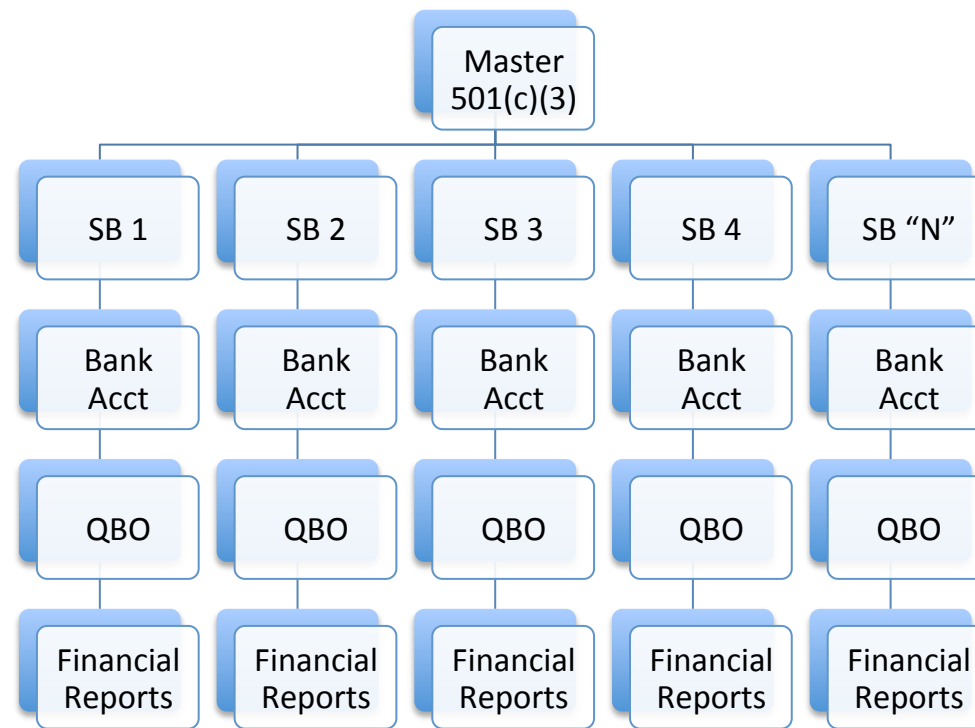 Master
501(c)(3)
SB 1
SB 2
SB 3
SB 4
SB “N”
Bank
Acct
Bank
Acct
Bank
Acct
Bank
Acct
Bank
Acct
QBO
QBO
QBO
QBO
QBO
Financial
Reports
Financial
Reports
Financial
Reports
Financial
Reports
Financial
Reports